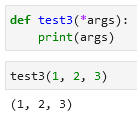 def test3(*args):
    print(args)
test3(1, 2, 3)
(1, 2, 3)